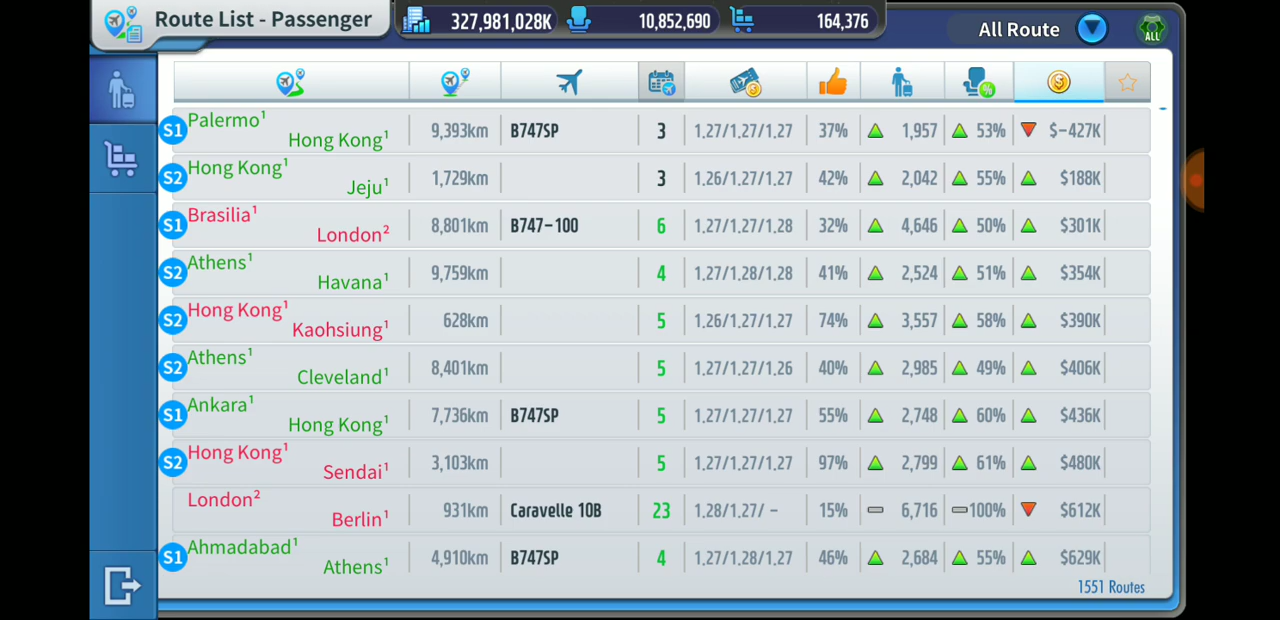 Route List - Passenger 327,981,028K 10,852,690 164,376 All Route ALL
S1 Palermo¹ Hong Kong¹ 9,393km B747SP 3 1.27/1.27/1.27 37% 1,957 53% $-427K
S2 Hong Kong¹ Jeju¹ 1,729km 3 1.26/1.27/1.27 42% 2,042 55% $188K
S1 Brasilia¹ London² 8,801km B747-100 6 1.27/1.27/1.28 32% 4,646 50% $301K
S2 Athens¹ Havana¹ 9,759km 4 1.27/1.28/1.28 41% 2,524 51% $354K
S2 Hong Kong¹ Kaohsiung¹ 628km 5 1.26/1.27/1.27 74% 3,557 58% $390K
S2 Athens¹ Cleveland¹ 8,401km 5 1.27/1.27/1.26 40% 2,985 49% $406K
S1 Ankara¹ Hong Kong¹ 7,736km B747SP 5 1.27/1.27/1.27 55% 2,748 60% $436K
S2 Hong Kong¹ Sendai¹ 3,103km 5 1.27/1.27/1.27 97% 2,799 61% $480K
London² Berlin¹ 931km Caravelle 10B 23 1.28/1.27/ - 15% 6,716 100% $612K
S1 Ahmadabad¹ Athens¹ 4,910km B747SP 4 1.27/1.28/1.27 46% 2,684 55% $629K
1551 Routes